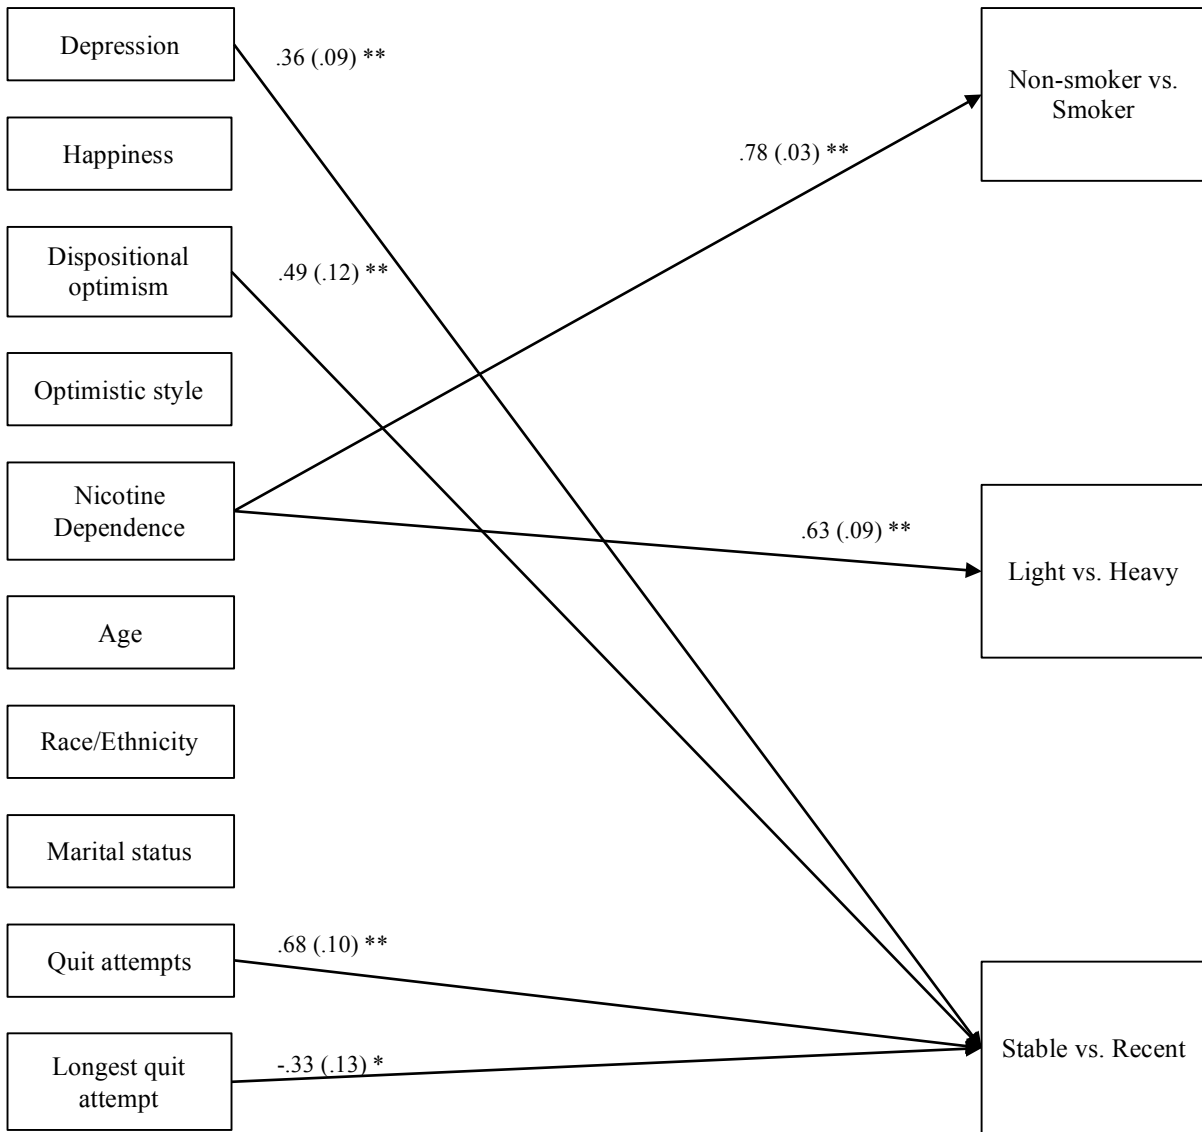 Depression
Happiness
Dispositional
optimism
Optimistic style
Nicotine
Dependence
Age
Race/Ethnicity
Marital status
Quit attempts
Longest quit
attempt
.36 (.09) **
.49 (.12) **
.78 (.03) **
.63 (.09) **
.68 (.10) **
-.33 (.13) *
Non-smoker vs.
Smoker
Light vs. Heavy
Stable vs. Recent